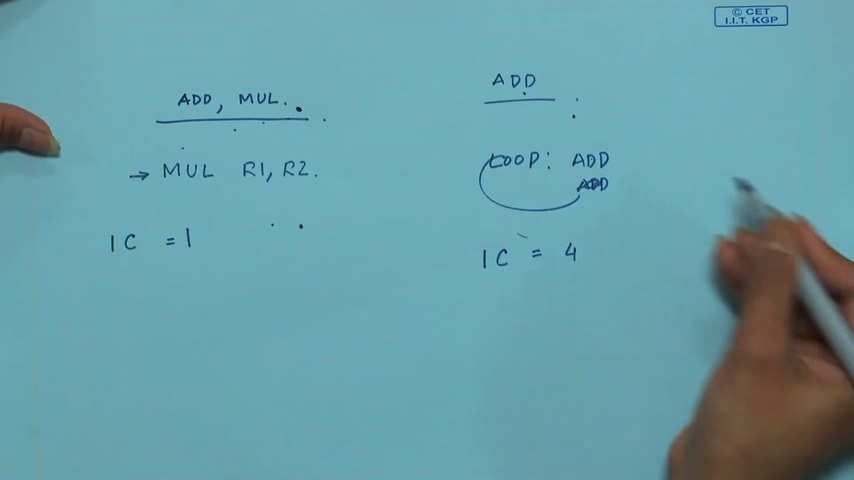 © CET
I.I.T. KGP
ADD, MUL.
→ MUL R1, R2.
IC = 1
ADD
LOOP: ADD
ADD
IC = 4